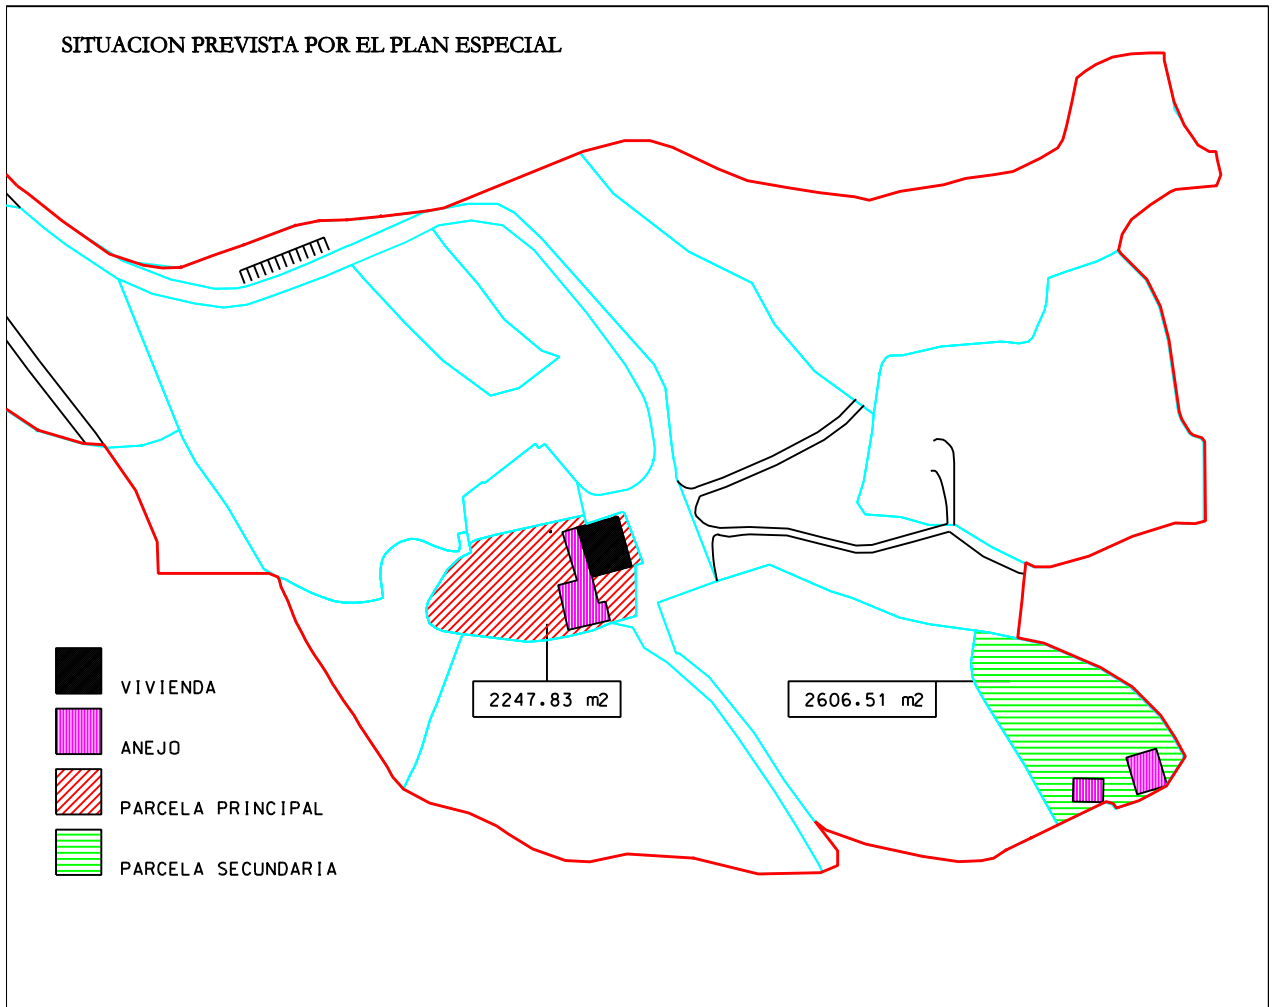 SITUACION PREVISTA POR EL PLAN ESPECIAL
2247.83 m2
2606.51 m2
VIVIENDA
ANEJO
PARCELA PRINCIPAL
PARCELA SECUNDARIA